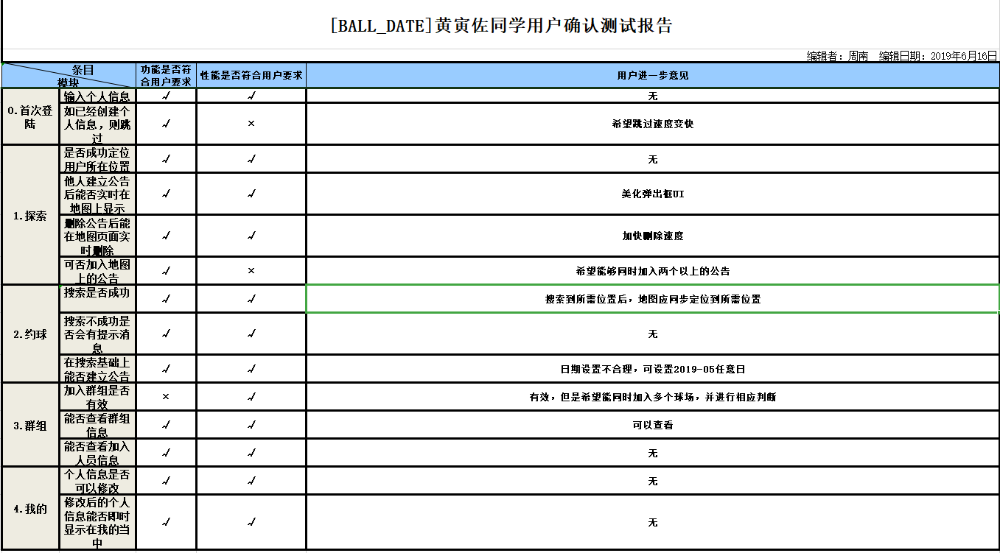 [BALL_DATE]黄寅佐同学用户确认测试报告
编辑者：周南　编辑日期：2019年6月16日
条目
模块
功能是否符
合用户要求
性能是否符合用户要求
用户进一步意见
0.首次登
陆
输入个人信息
√
√
无
如已经创建个
人信息，则跳
过
√
×
希望跳过速度变快
1.探索
是否成功定位
用户所在位置
√
√
无
他人建立公告
后能否实时在
地图上显示
√
√
美化弹出框UI
删除公告后能
在地图页面实
时删除
√
√
加快删除速度
可否加入地图
上的公告
√
×
希望能够同时加入两个以上的公告
2.约球
搜索是否成功
√
√
搜索到所需位置后，地图应同步定位到所需位置
搜索不成功是
否会有提示消
息
√
√
无
在搜索基础上
能否建立公告
√
√
日期设置不合理，可设置2019-05任意日
3.群组
加入群组是否
有效
×
√
有效，但是希望能同时加入多个球场，并进行相应判断
能否查看群组
信息
√
√
可以查看
能否查看加入
人员信息
√
√
无
4.我的
个人信息是否
可以修改
√
√
无
修改后的个人
信息能否即时
显示在我的当
中
√
√
无